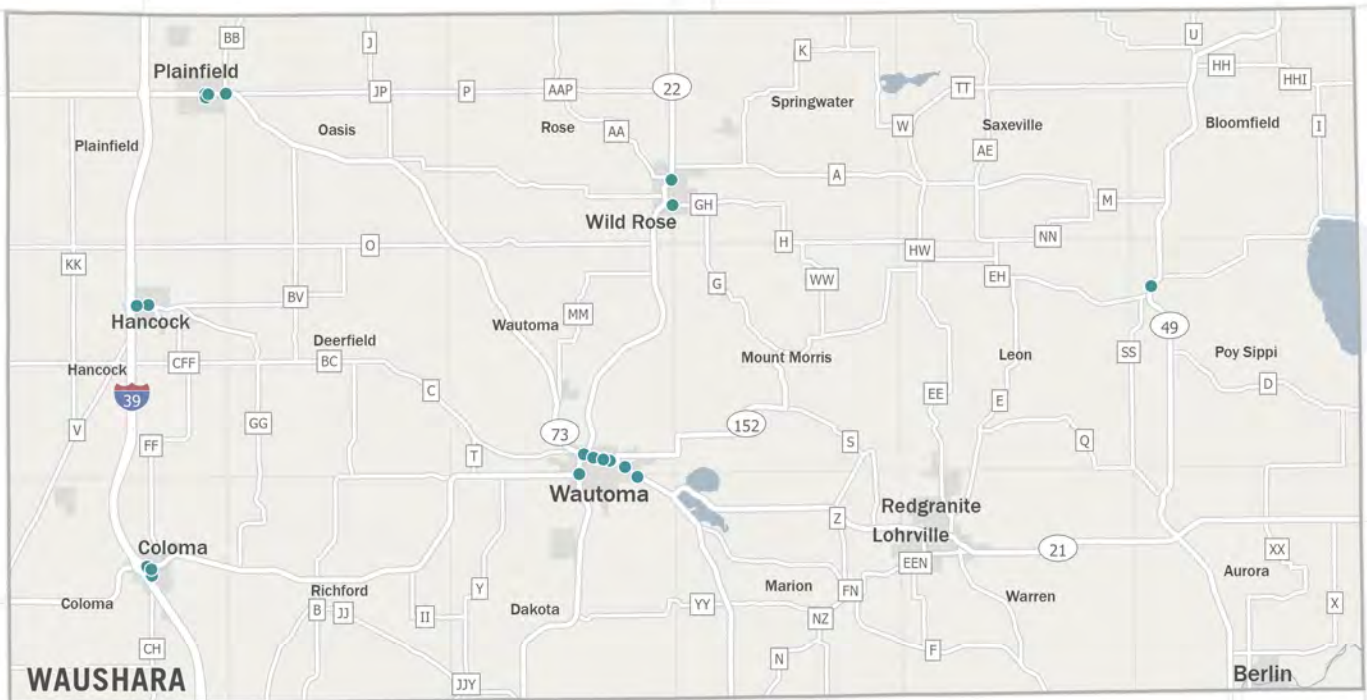 BB
J
K
U
Plainfield
HH
HHI
22
JP
P
AAP
TT
Springwater
Plainfield
Oasis
Rose
AA
W
Saxeville
Bloomfield
I
AE
A
M
Wild Rose
GH
O
H
HW
NN
KK
EH
BV
G
WW
Hancock
Wautoma
MM
49
Deerfield
Mount Morris
Leon
SS
Poy Sippi
Hancock
CFF
BC
D
39
C
EE
E
V
FF
GG
73
152
S
Q
T
Wautoma
Redgranite
Z
Lohrville
Coloma
21
XX
EEN
Aurora
Coloma
Richford
Y
Marion
FN
Warren
B
JJ
II
Dakota
YY
NZ
X
CH
N
F
WAUSHARA
JJY
Berlin